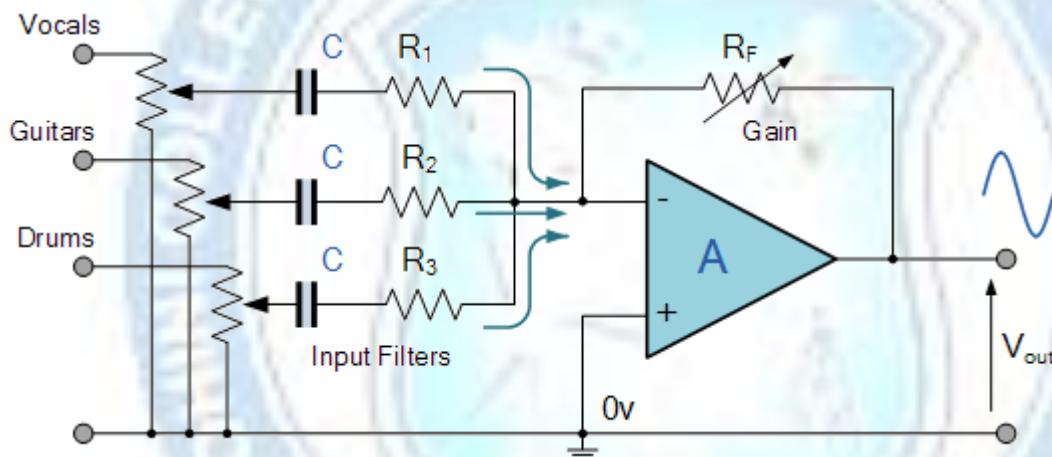 Vocals
C
R1
RF
Gain
Guitars
C
R2
Drums
C
R3
-
A
+
Input Filters
0v
Vout